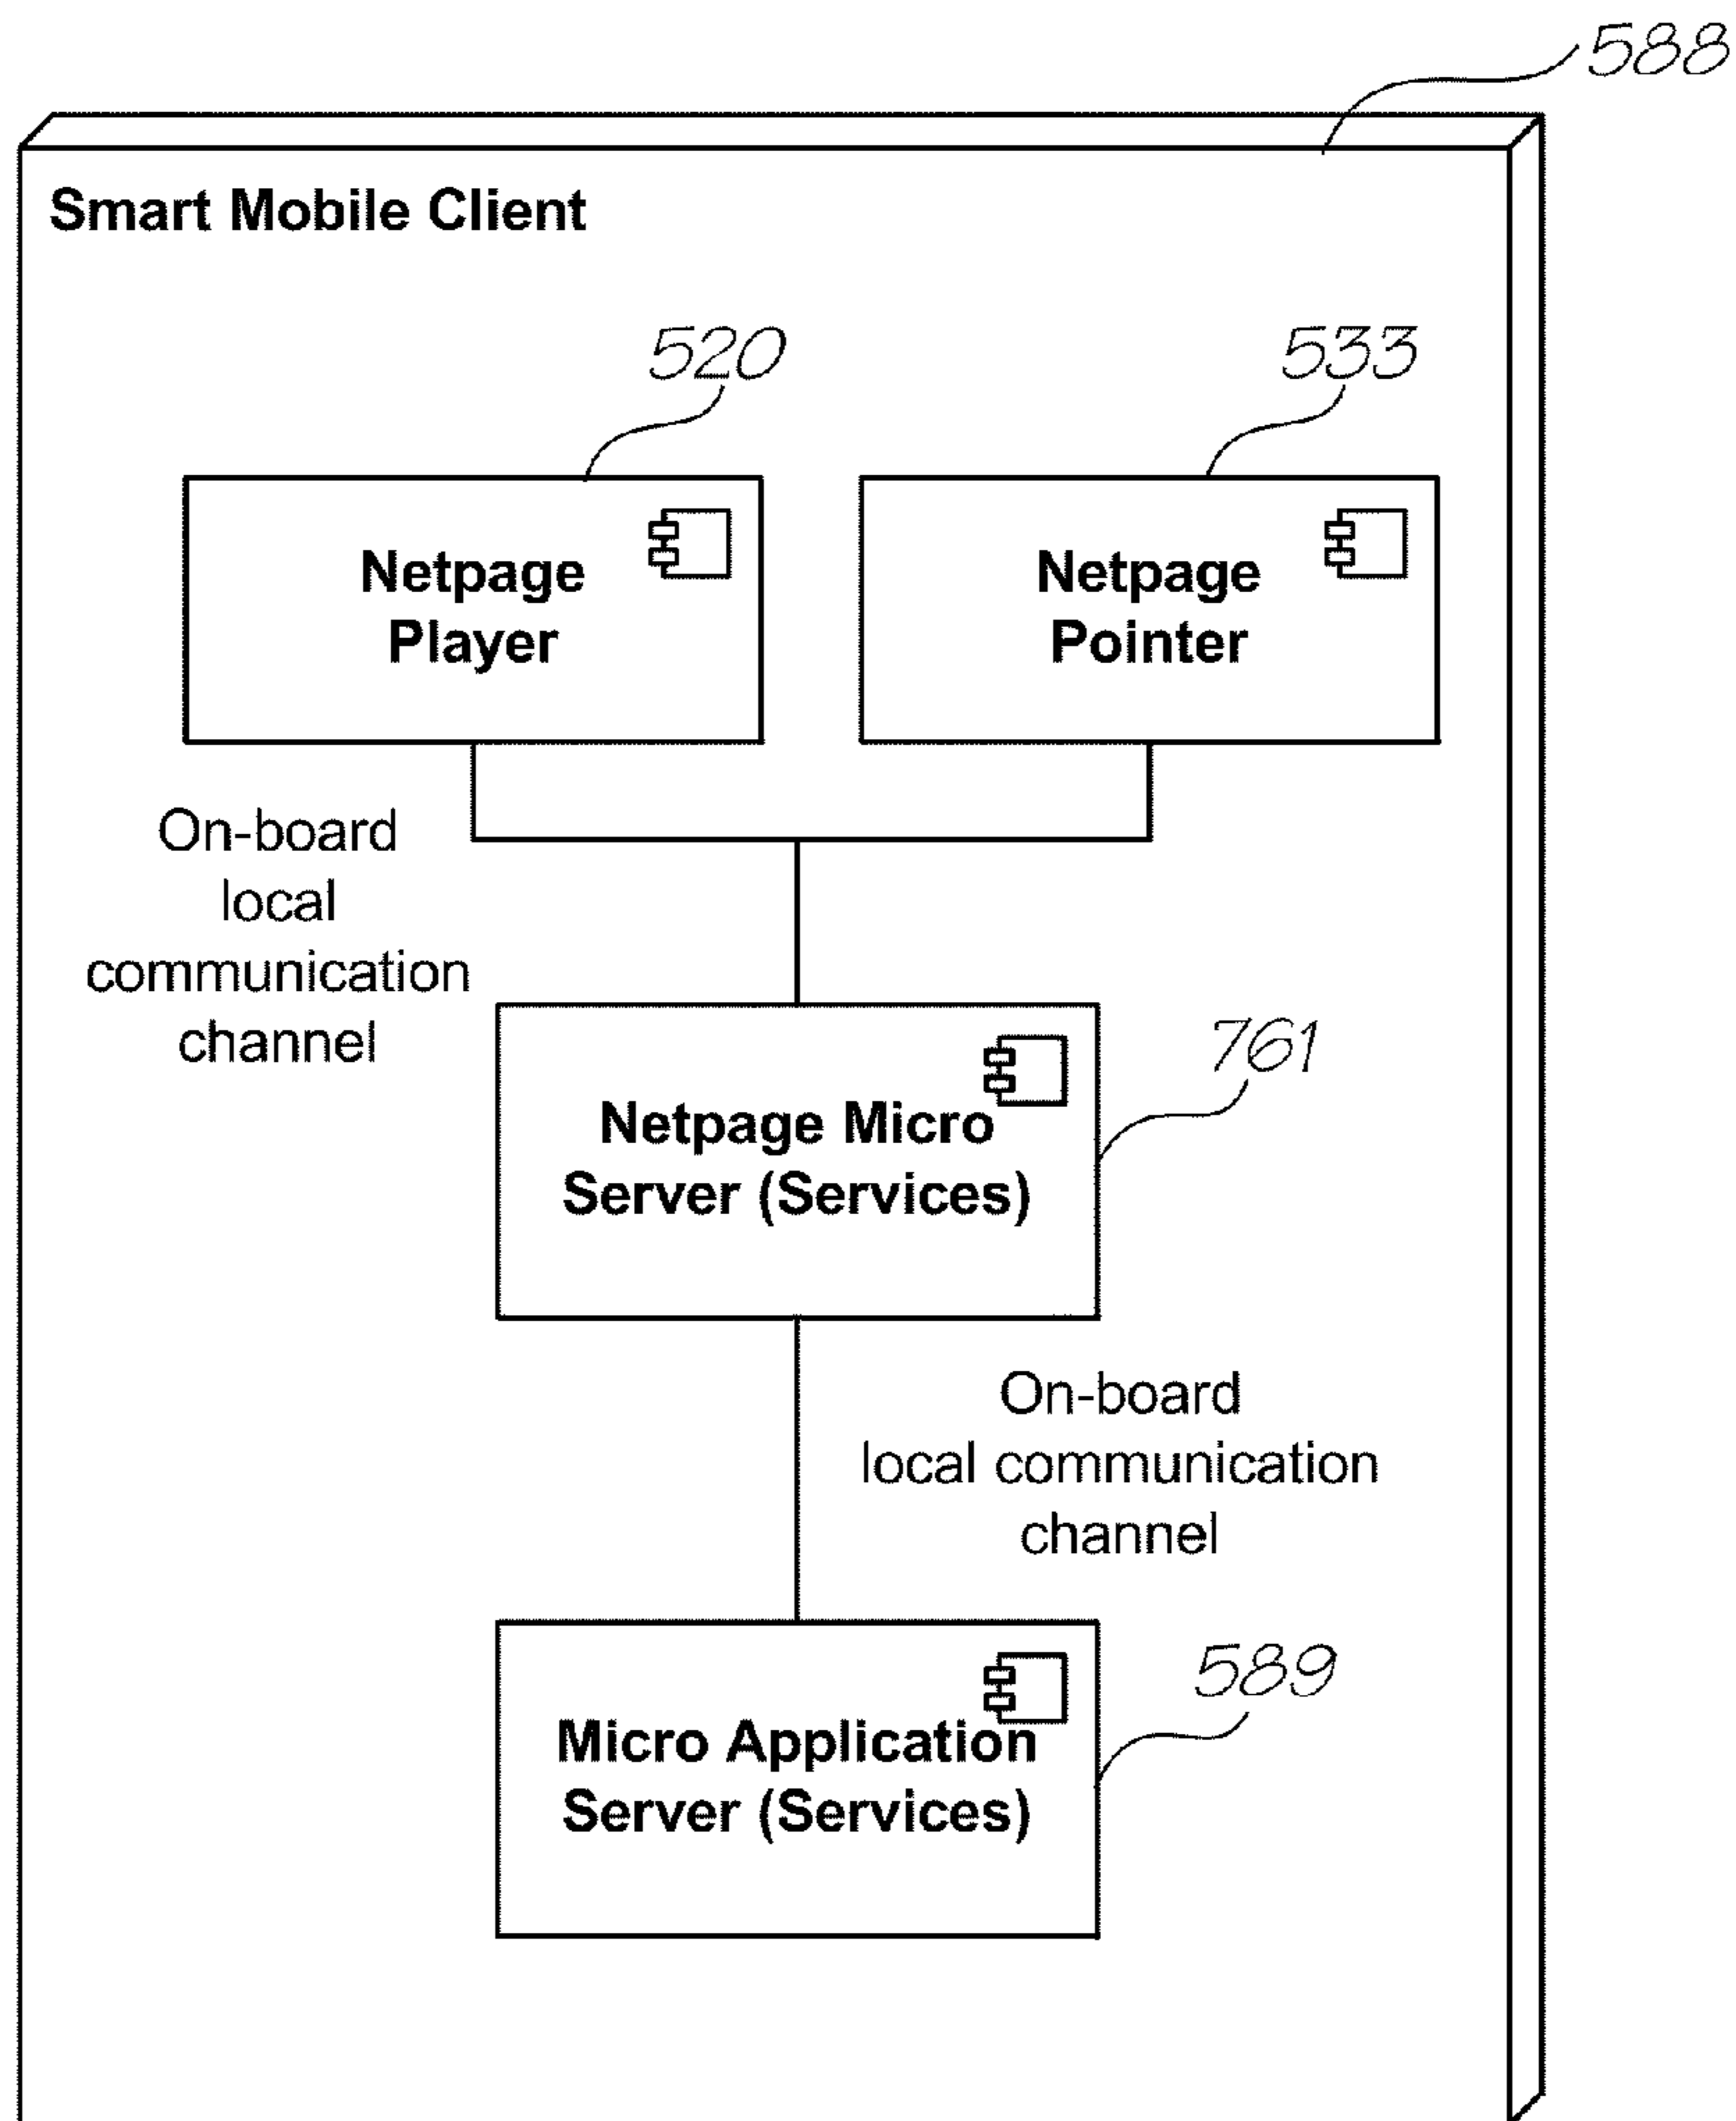 588
Smart Mobile Client
520
533
Netpage
Player
Netpage
Pointer
On-board
local
communication
channel
761
Netpage Micro
Server (Services)
On-board
local communication
channel
589
Micro Application
Server (Services)